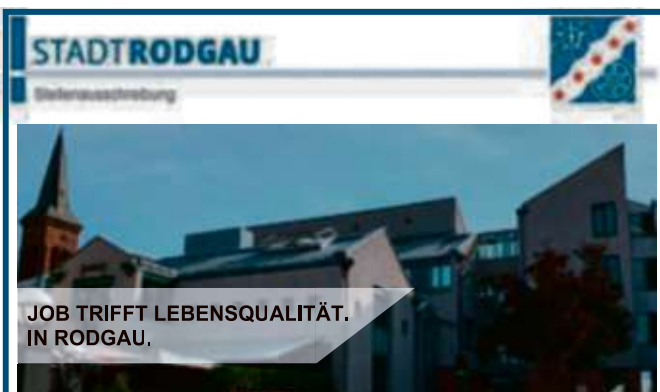 STADTRODGAU
Stellenausschreibung
JOB TRIFFT LEBENSQUALITÄT.
IN RODGAU.